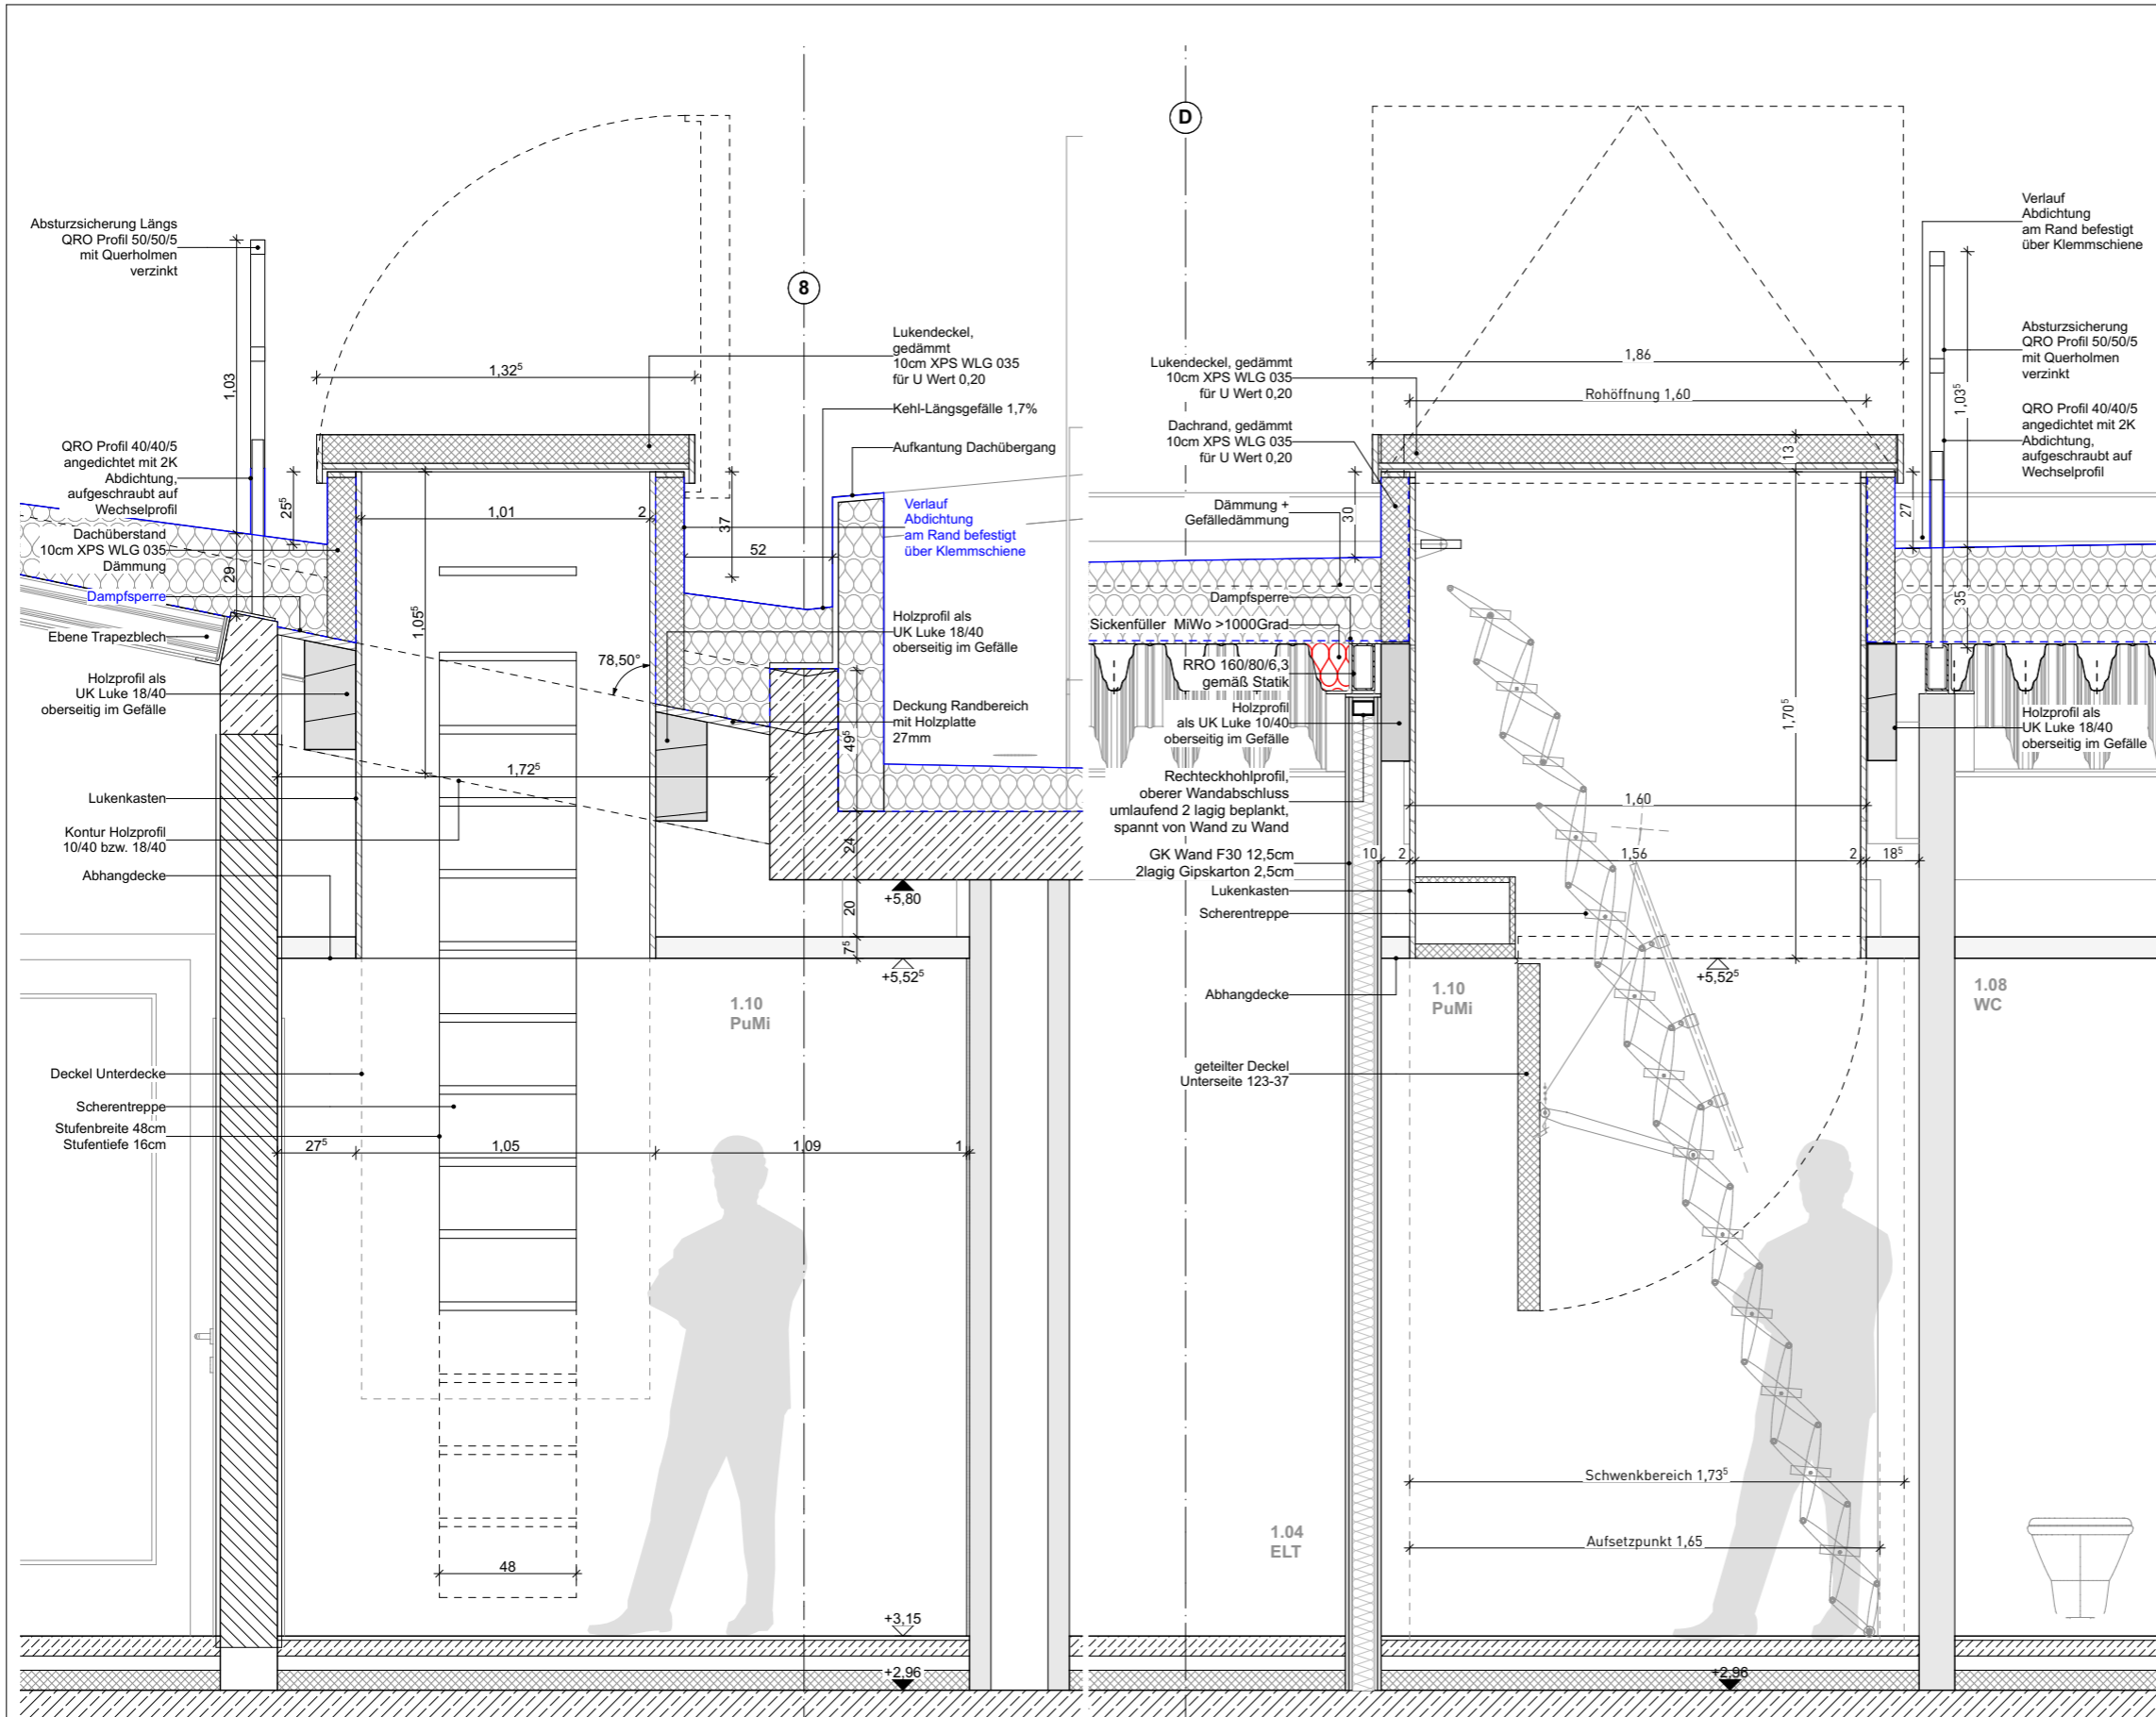 Absturzsicherung Längs
QRO Profil 50/50/5
mit Querholmen
verzinkt
1,03
QRO Profil 40/40/5
angedichtet mit 2K
Abdichtung,
aufgeschraubt auf
Wechselprofil
Dachüberstand
10cm XPS WLG 035
Dämmung
29
Dampfsperre
Ebene Trapezblech
Holzprofil als
UK Luke 18/40
oberseitig im Gefälle
Lukenkasten
Kontur Holzprofil
10/40 bzw. 18/40
Abhangdecke
Deckel Unterdecke
Scherentreppe
Stufenbreite 48cm
Stufentiefe 16cm
1,32⁵
25⁵
1,01
2
37
52
1,05⁵
78,50°
1,72⁵
49⁵
24
20
7⁵
27⁵
1,05
1,09
1
48
8
Lukendeckel,
gedämmt
10cm XPS WLG 035
für U Wert 0,20
Kehl-Längsgefälle 1,7%
Aufkantung Dachübergang
Verlauf
Abdichtung
am Rand befestigt
über Klemmschiene
Holzprofil als
UK Luke 18/40
oberseitig im Gefälle
Deckung Randbereich
mit Holzplatte
27mm
+5,80
+5,52⁵
1.10
PuMi
+3,15
+2,96
D
Lukendeckel, gedämmt
10cm XPS WLG 035
für U Wert 0,20
Dachrand, gedämmt
10cm XPS WLG 035
für U Wert 0,20
Dämmung +
Gefälledämmung
Dampfsperre
Sickenfüller MiWo >1000Grad
RRO 160/80/6,3
gemäß Statik
Holzprofil
als UK Luke 10/40
oberseitig im Gefälle
Rechteckhohlprofil,
oberer Wandabschluss
umlaufend 2 lagig beplankt,
spannt von Wand zu Wand
GK Wand F30 12,5cm
2lagig Gipskarton 2,5cm
Lukenkasten
Scherentreppe
Abhangdecke
geteilter Deckel
Unterseite 123-37
1.04
ELT
1,86
Rohöffnung 1,60
13
30
27
1,70⁵
1,60
10
2
1,56
2
18⁵
+5,52⁵
1.10
PuMi
1.08
WC
Schwenkbereich 1,73⁵
Aufsetzpunkt 1,65
+2,96
Verlauf
Abdichtung
am Rand befestigt
über Klemmschiene
Absturzsicherung
QRO Profil 50/50/5
mit Querholmen
verzinkt
1,03⁵
QRO Profil 40/40/5
angedichtet mit 2K
Abdichtung,
aufgeschraubt auf
Wechselprofil
35
Holzprofil als
UK Luke 18/40
oberseitig im Gefälle